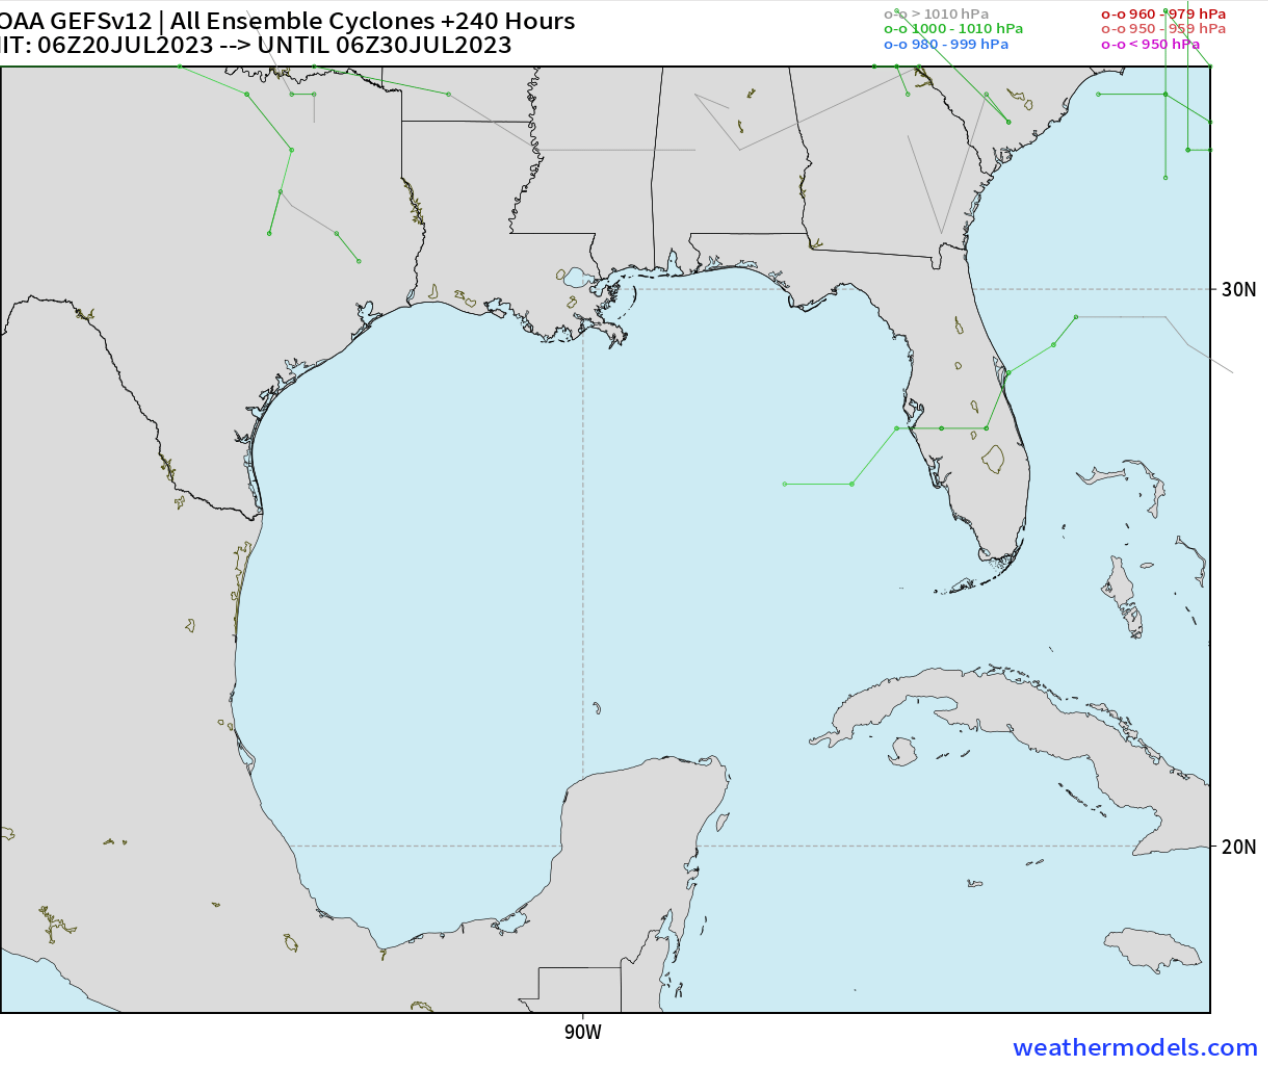 OAA GEFSv12 | All Ensemble Cyclones +240 Hours
IIT: 06Z20JUL2023 --> UNTIL 06Z30JUL2023
o-o > 1010 hPa
o-o 1000 - 1010 hPa
o-o 980 - 999 hPa
o-o 960 - 979 hPa
o-o 950 - 959 hPa
o-o < 950 hPa
30N
20N
90W
weathermodels.com